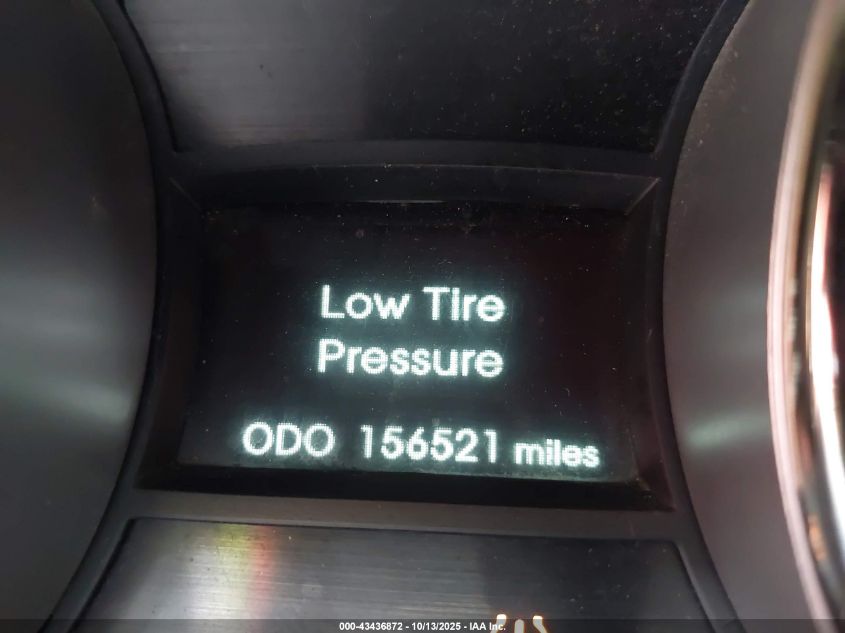 Low Tire
Pressure
ODO 156521 miles
000-43436872 - 10/13/2025 - IAA Inc.